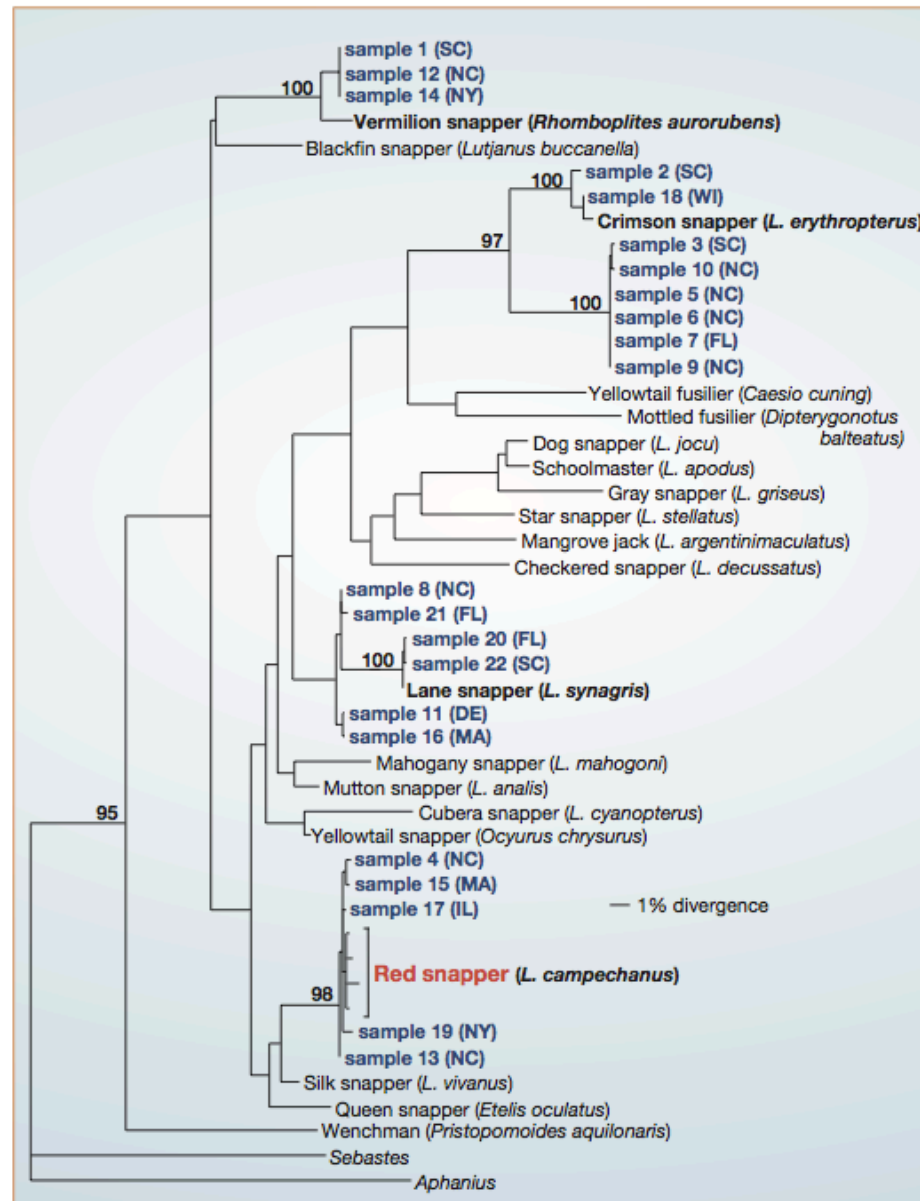 sample 1 (SC)
sample 12 (NC)
100
sample 14 (NY)
Vermilion snapper (Rhomboplites aurorubens)
Blackfin snapper (Lutjanus buccanella)
sample 2 (SC)
100
sample 18 (WI)
Crimson snapper (L. erythropterus)
97
sample 3 (SC)
sample 10 (NC)
100
sample 5 (NC)
sample 6 (NC)
sample 7 (FL)
sample 9 (NC)
Yellowtail fusilier (Caesio cuning)
Mottled fusilier (Dipterygonotus
balteatus)
Dog snapper (L. jocu)
Schoolmaster (L. apodus)
Gray snapper (L. griseus)
Star snapper (L. stellatus)
Mangrove jack (L. argentinimaculatus)
Checkered snapper (L. decussatus)
sample 8 (NC)
sample 21 (FL)
sample 20 (FL)
100
sample 22 (SC)
Lane snapper (L. synagris)
sample 11 (DE)
sample 16 (MA)
Mahogany snapper (L. mahogoni)
Mutton snapper (L. analis)
95
Cubera snapper (L. cyanopterus)
Yellowtail snapper (Ocyurus chrysurus)
sample 4 (NC)
sample 15 (MA)
sample 17 (IL)
1% divergence
Red snapper (L. campechanus)
98
sample 19 (NY)
sample 13 (NC)
Silk snapper (L. vivanus)
Queen snapper (Etelis oculatus)
Wenchman (Pristopomoides aquilonaris)
Sebastes
Aphanius